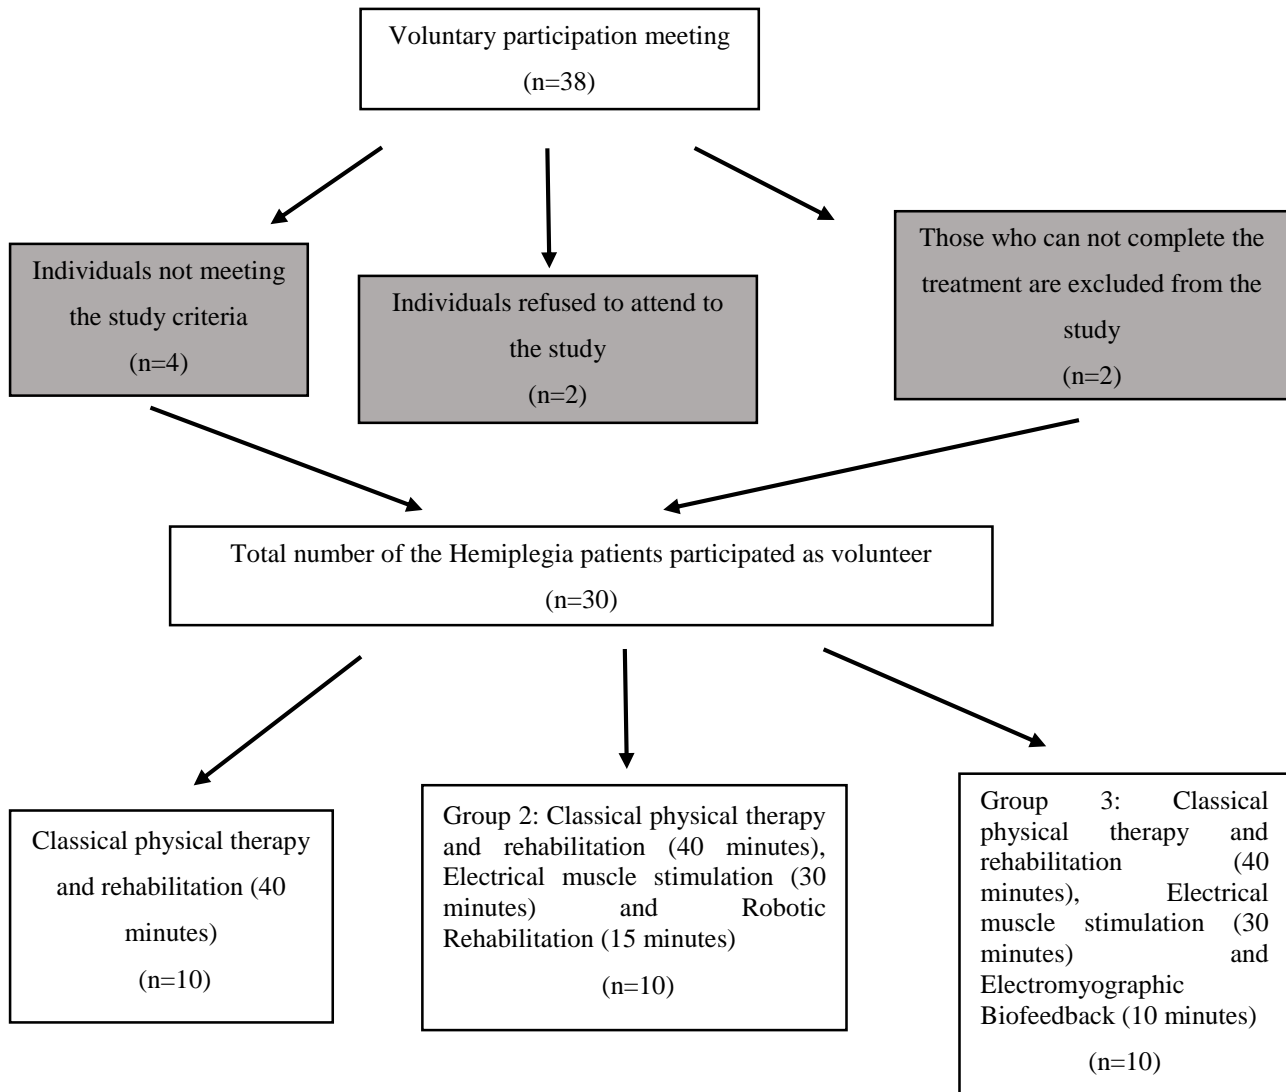 Voluntary participation meeting
(n=38)
Individuals not meeting
the study criteria
(n=4)
Individuals refused to attend to
the study
(n=2)
Those who can not complete the
treatment are excluded from the
study
(n=2)
Total number of the Hemiplegia patients participated as volunteer
(n=30)
Classical physical therapy
and rehabilitation (40
minutes)
(n=10)
Group 2: Classical physical therapy
and rehabilitation (40 minutes),
Electrical muscle stimulation (30
minutes) and Robotic
Rehabilitation (15 minutes)
(n=10)
Group 3: Classical
physical therapy and
rehabilitation (40
minutes), Electrical
muscle stimulation (30
minutes) and
Electromyographic
Biofeedback (10 minutes)
(n=10)